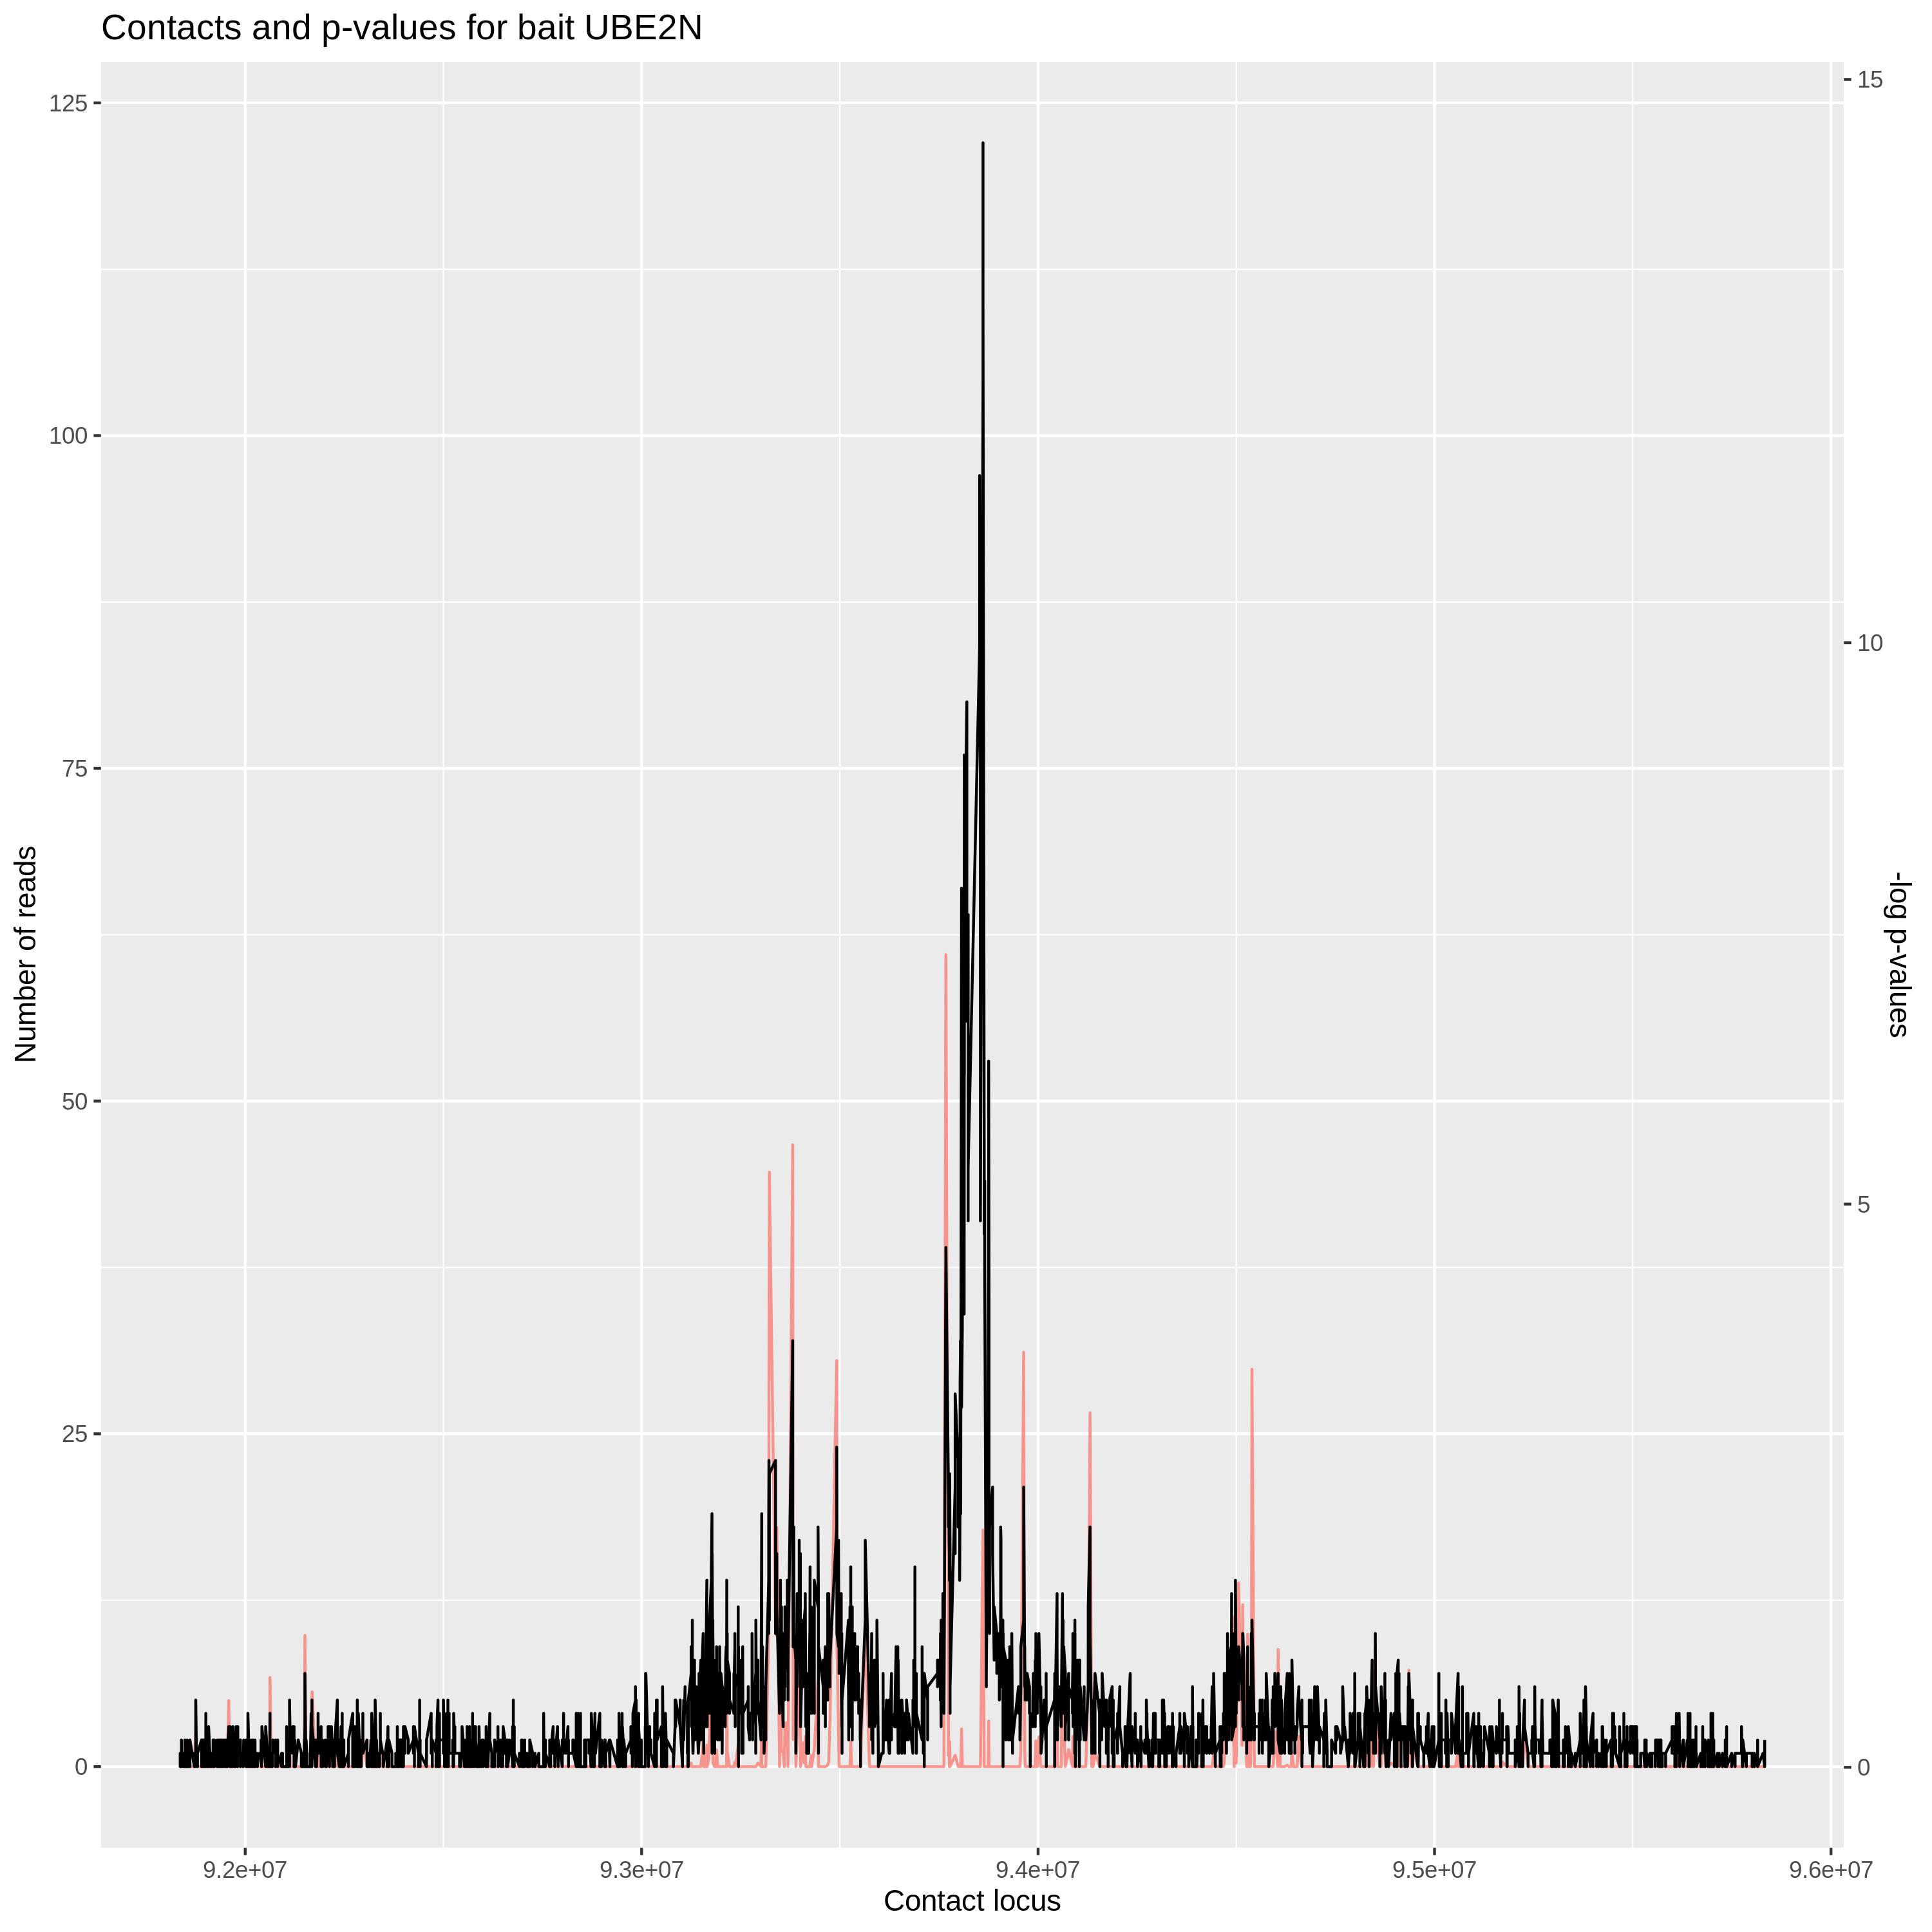 Contacts and p-values for bait UBE2N
Number of reads
125
100
75
50
25
0
15
10
5
0
-log p-values
9.2e+07 9.3e+07 9.4e+07 9.5e+07 9.6e+07
Contact locus